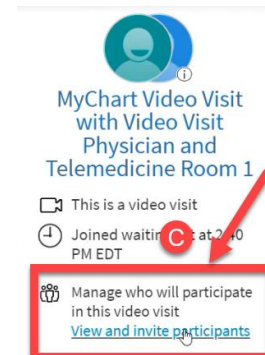 MyChart Video Visit
with Video Visit
Physician and
Telemedicine Room 1
This is a video visit
Joined at
PM EDT
C
Manage who will participate
in this video visit
View and invite participants